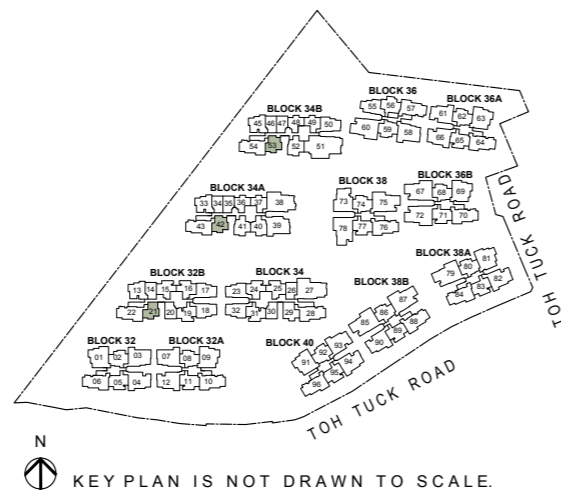 BLOCK 36
55 56 57
60 59 58
BLOCK 36A
61 62 63
66 65 64
BLOCK 34B
45 46 47 48 49 50
54 53 52 51
BLOCK 34A
33 34 35 36 37 38
43 42 41 40 39
BLOCK 38
73 74 75
78 77 76
BLOCK 36B
67 68 69
72 71 70
TOH TUCK ROAD
BLOCK 38A
79 80 81
84 83 82
BLOCK 32B
13 14 15 16 17
22 21 20 19 18
BLOCK 34
23 24 25 26 27
32 31 30 29 28
BLOCK 38B
85 86 87
90 89 88
BLOCK 32
01 02 03
06 05 04
BLOCK 32A
07 08 09
12 11 10
BLOCK 40
91 92 93
96 95 94
TOH TUCK ROAD
N
KEY PLAN IS NOT DRAWN TO SCALE.